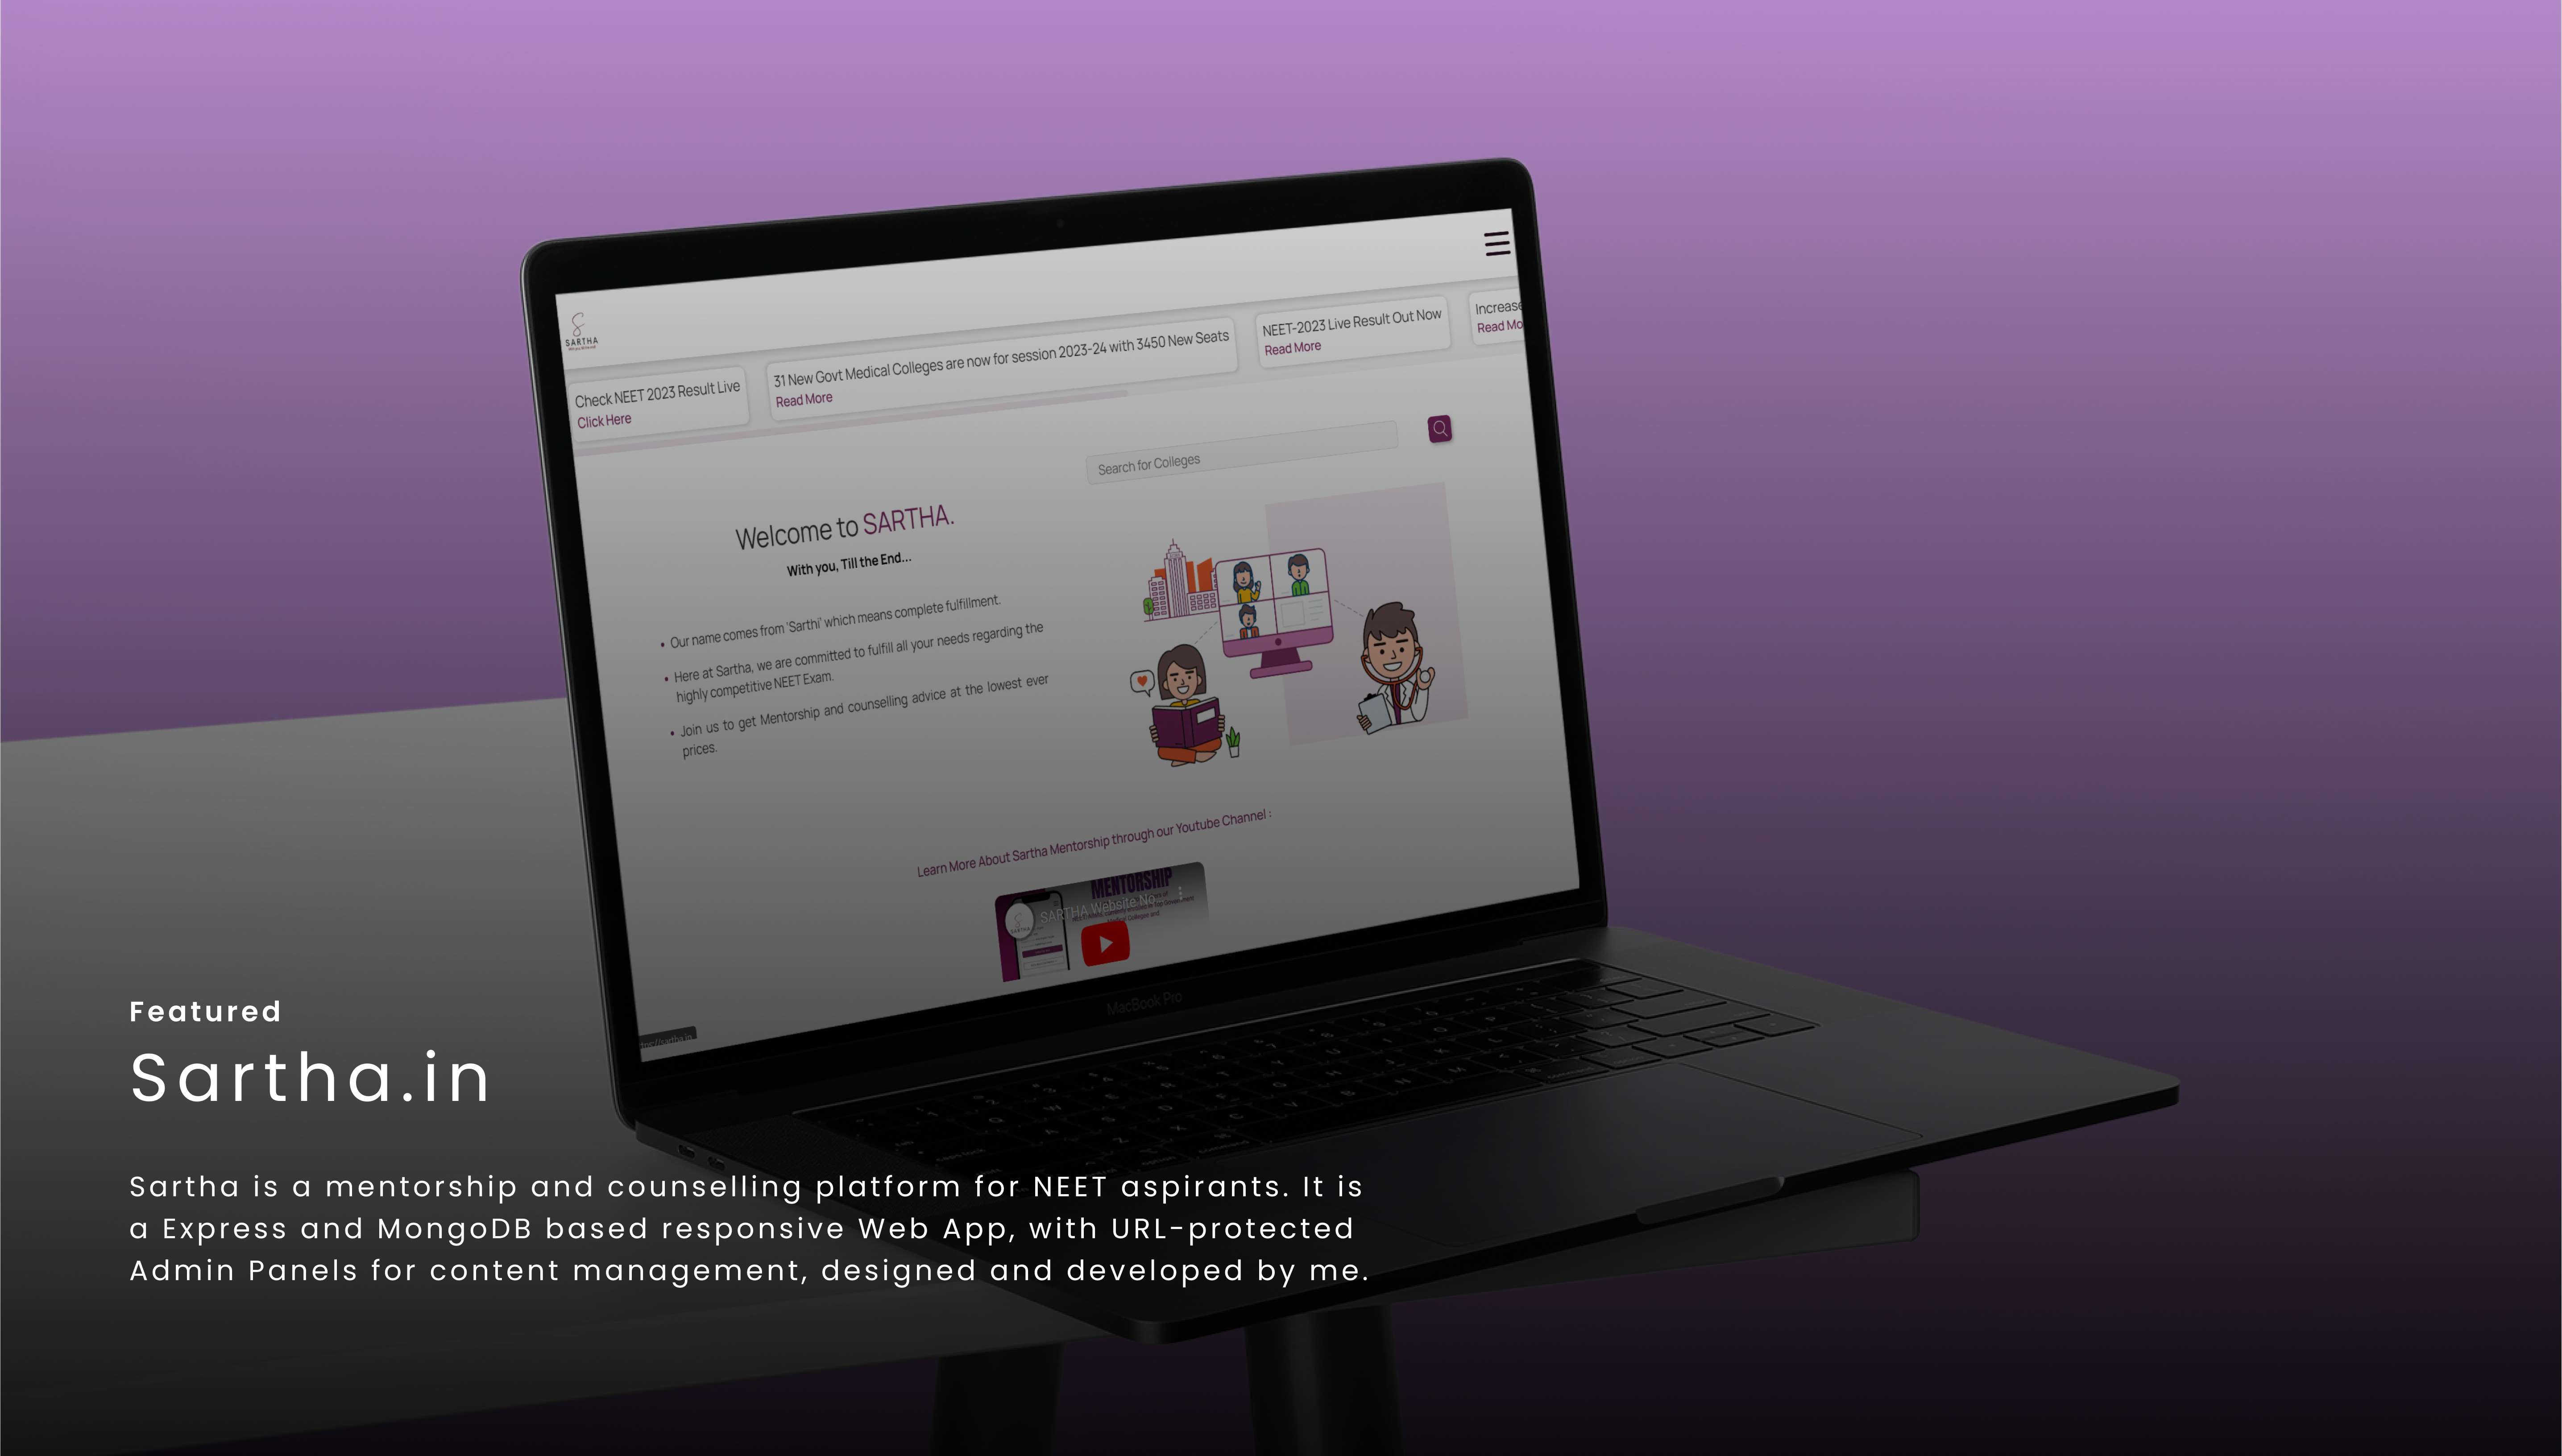 SARTHA
Check NEET 2023 Result Live
Click Here
31 New Govt Medical Colleges are now for session 2023-24 with 3450 New Seats
Read More
NEET-2023 Live Result Out Now
Read More
Increase
Read Mo
Search for Colleges
Welcome to SARTHA.
With you, Till the End...
• Our name comes from 'Sarthi' which means complete fulfillment.
• Here at Sartha, we are committed to fulfill all your needs regarding the
highly competitive NEET Exam.
• Join us to get Mentorship and counselling advice at the lowest ever
prices.
Learn More About Sartha Mentorship through our Youtube Channel :
MENTORSHIP
SARTHA Website No...
MacBook Pro
Featured
Sartha.in
Sartha is a mentorship and counselling platform for NEET aspirants. It is
a Express and MongoDB based responsive Web App, with URL-protected
Admin Panels for content management, designed and developed by me.